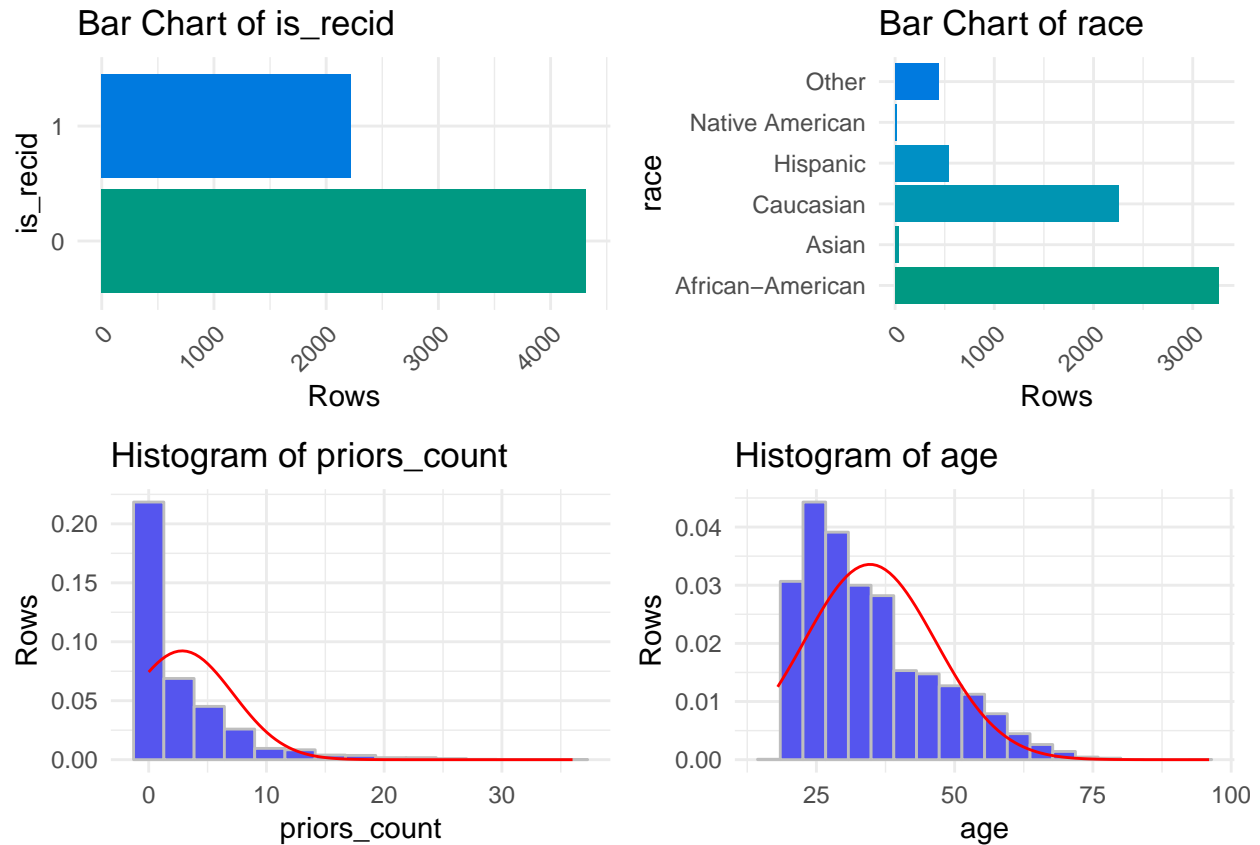 Bar Chart of is_recid
is_recid
1
0
0
1000
2000
3000
4000
Rows
Bar Chart of race
race
Other
Native American
Hispanic
Caucasian
Asian
African−American
0
1000
2000
3000
Rows
Histogram of priors_count
Rows
0.20
0.15
0.10
0.05
0.00
0
10
20
30
priors_count
Histogram of age
Rows
0.04
0.03
0.02
0.01
0.00
25
50
75
100
age